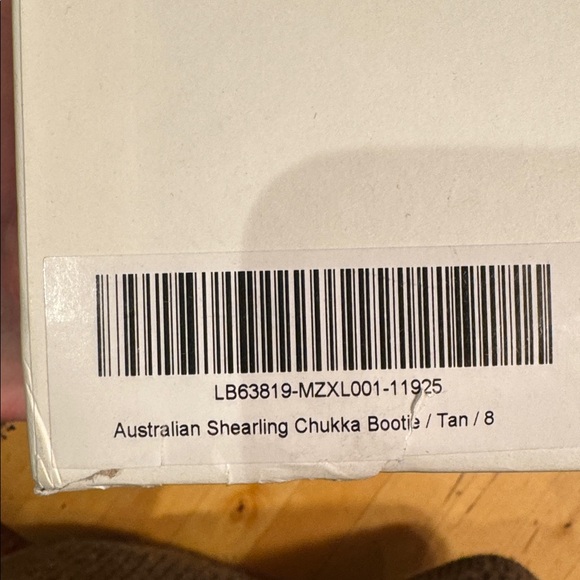 LB63819-MZXL001-11925
Australian Shearling Chukka Bootie / Tan / 8